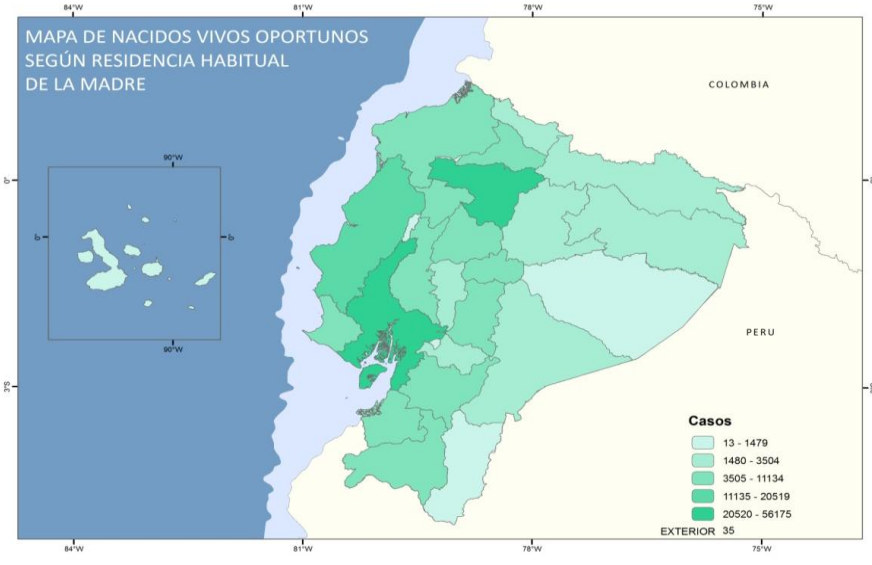 84°W
81°W
78°W
75°W
MAPA DE NACIDOS VIVOS OPORTUNOS
SEGÚN RESIDENCIA HABITUAL
DE LA MADRE
COLOMBIA
90°W
0°
0°
0°
90°W
PERU
3°S
Casos
13 - 1479
1480 - 3504
3505 - 11134
11135 - 20519
20520 - 56175
EXTERIOR 35
84°W
81°W
78°W
75°W